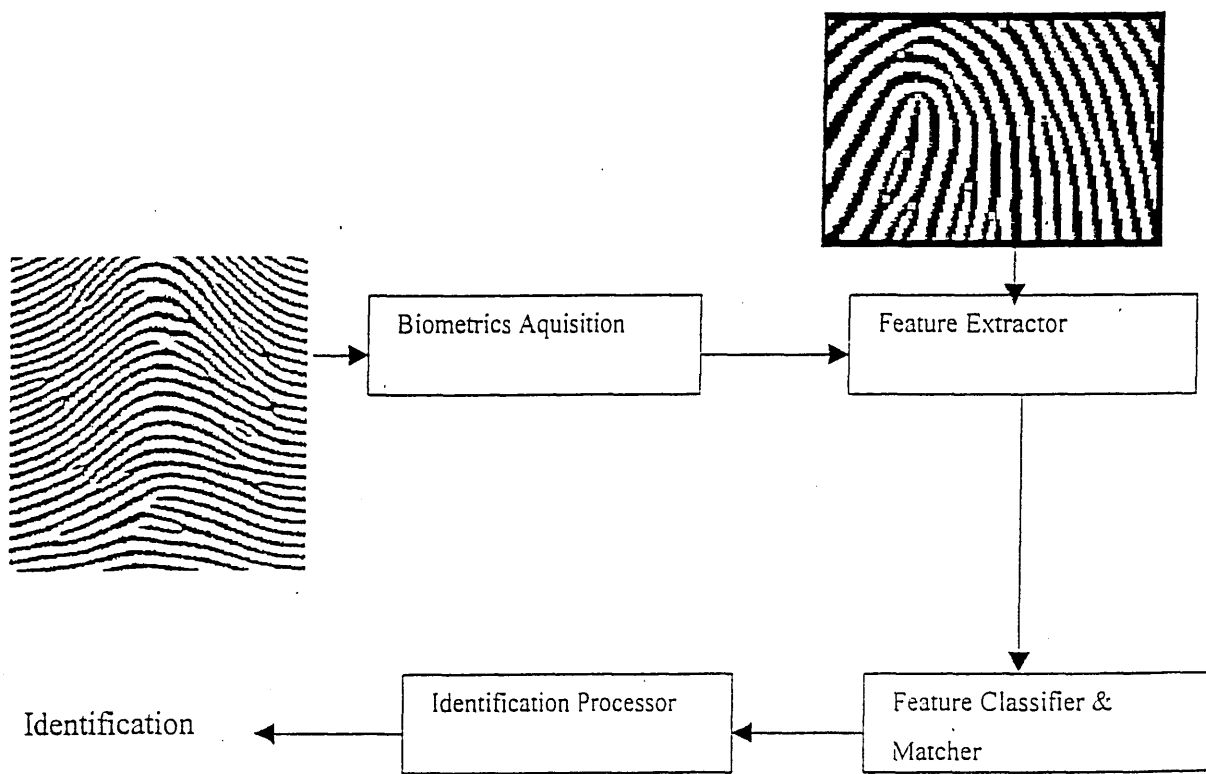 Biometrics Aquisition
Feature Extractor
Feature Classifier &
Matcher
Identification Processor
Identification